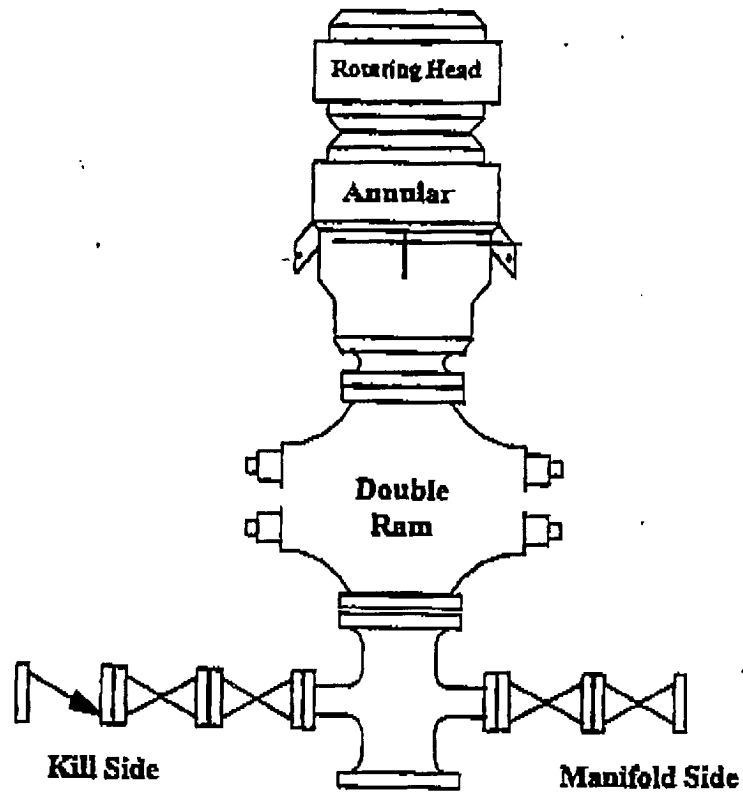 Rotating Head
Annular
Double
Ram
Kill Side
Manifold Side